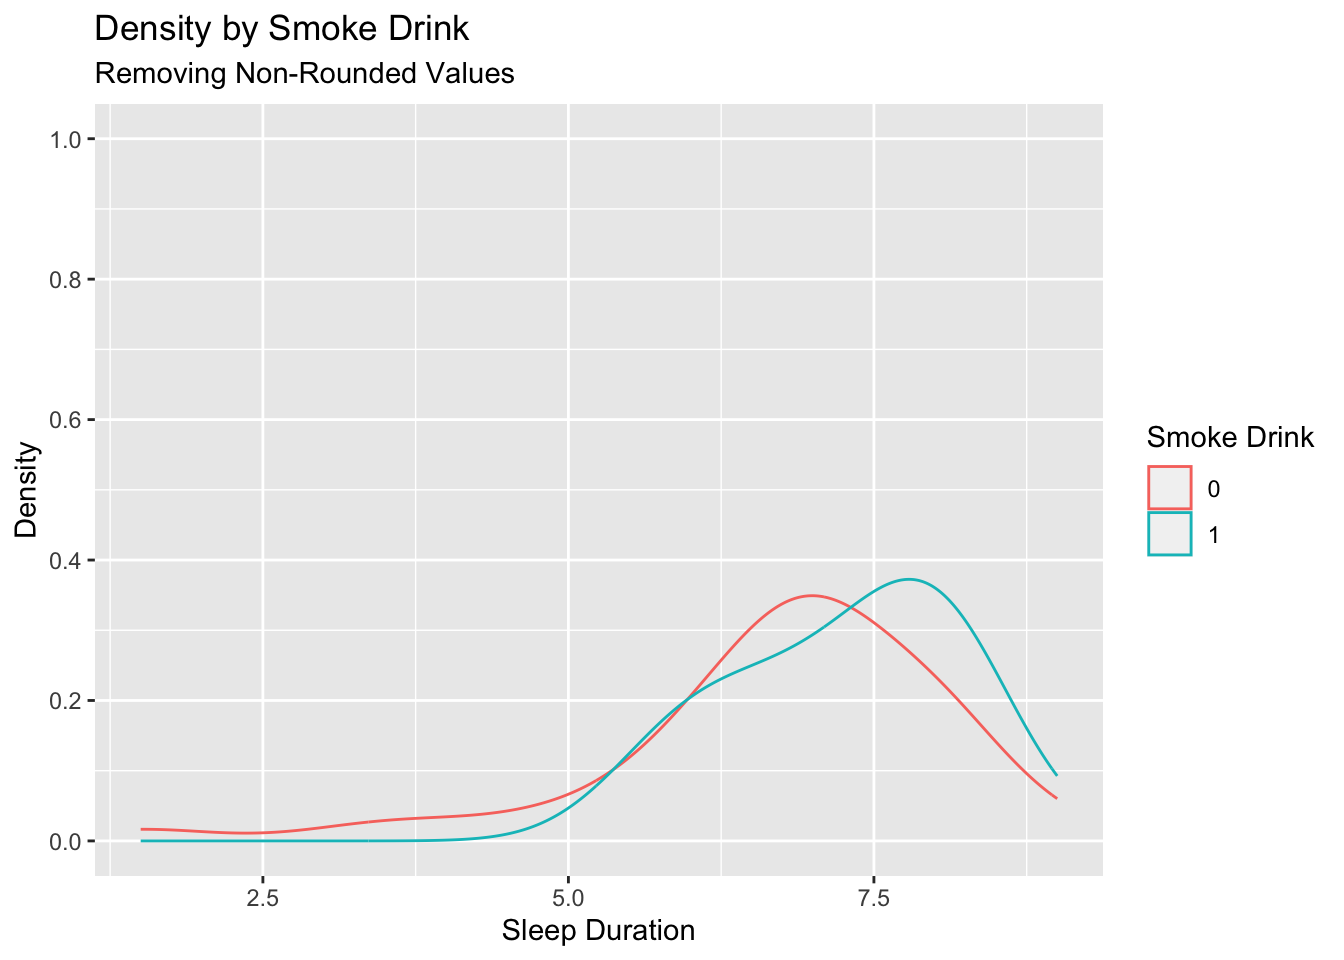 Density by Smoke Drink
Removing Non-Rounded Values
1.0
0.8
0.6
0.4
0.2
0.0
Density
2.5 5.0 7.5
Sleep Duration
Smoke Drink
0
1